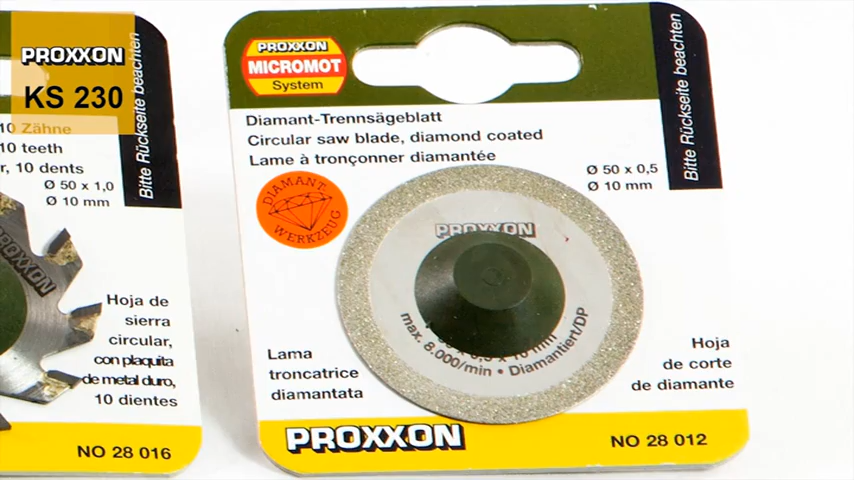 PROXXON
KS 230
10 Zähne
10 teeth
r, 10 dents
Ø 50 x 1,0
Ø 10 mm
Bitte Rückseite beachten
PROXXON
Hoja de
sierra
circular,
con plaquita
de metal duro,
10 dientes
NO 28 016
PROXXON
MICROMOT
System
Diamant-Trennsägeblatt
Circular saw blade, diamond coated
Lame à tronçonner diamantée
Ø 50 x 0,5
Ø 10 mm
Bitte Rückseite beachten
DIAMANT-
WERKZEUG
PROXXON
x 10 mm
max. 8.000/min • Diamantiert/DP
Lama
troncatrice
diamantata
Hoja
de corte
de diamante
PROXXON
NO 28 012